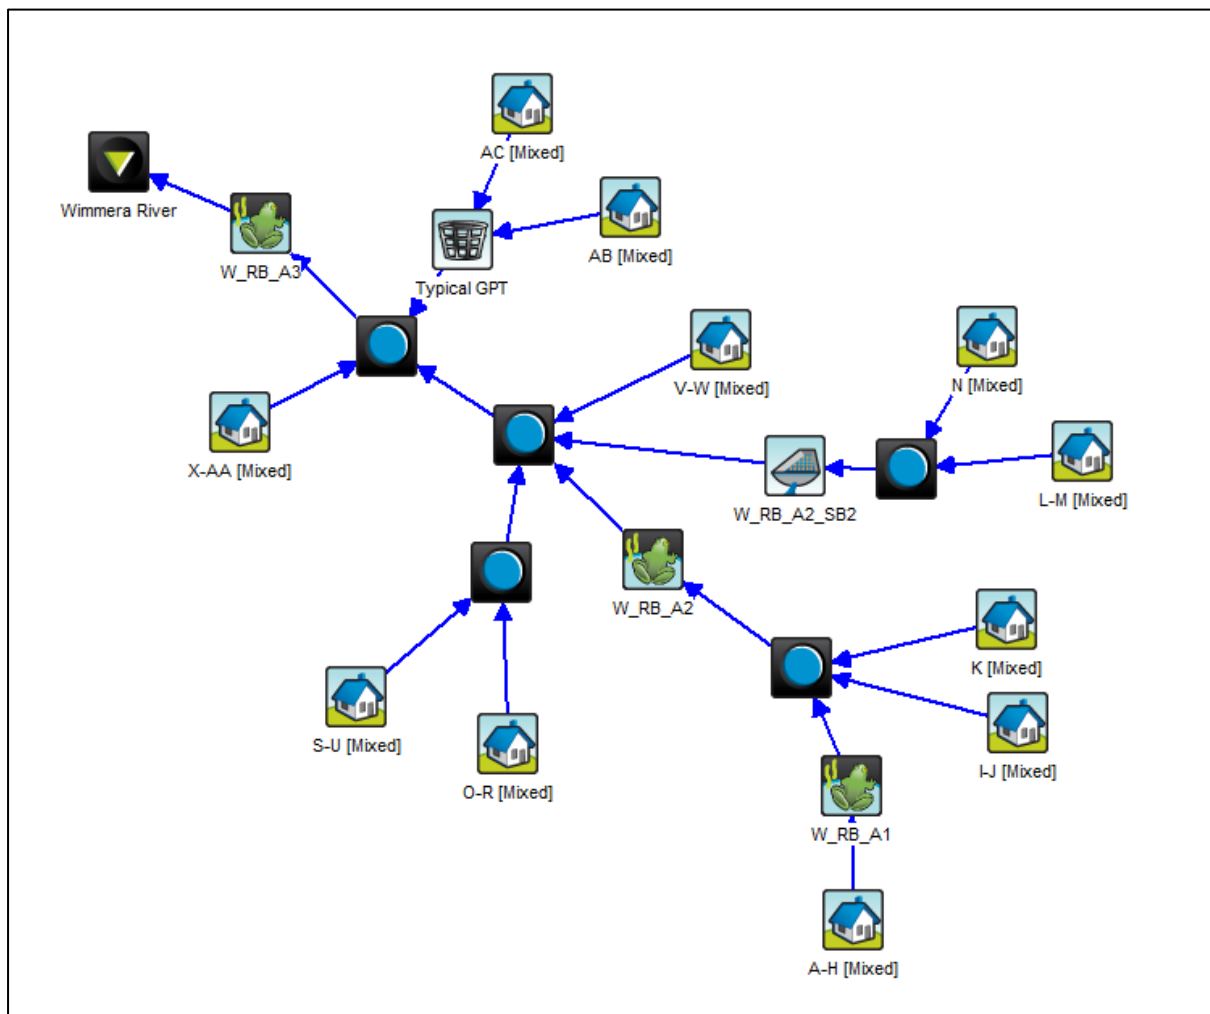 AC [Mixed]
Wimmera River
AB [Mixed]
W_RB_A3
Typical GPT
V-W [Mixed]
N [Mixed]
X-AA [Mixed]
W_RB_A2_SB2
L-M [Mixed]
W_RB_A2
K [Mixed]
S-U [Mixed]
I-J [Mixed]
O-R [Mixed]
W_RB_A1
A-H [Mixed]